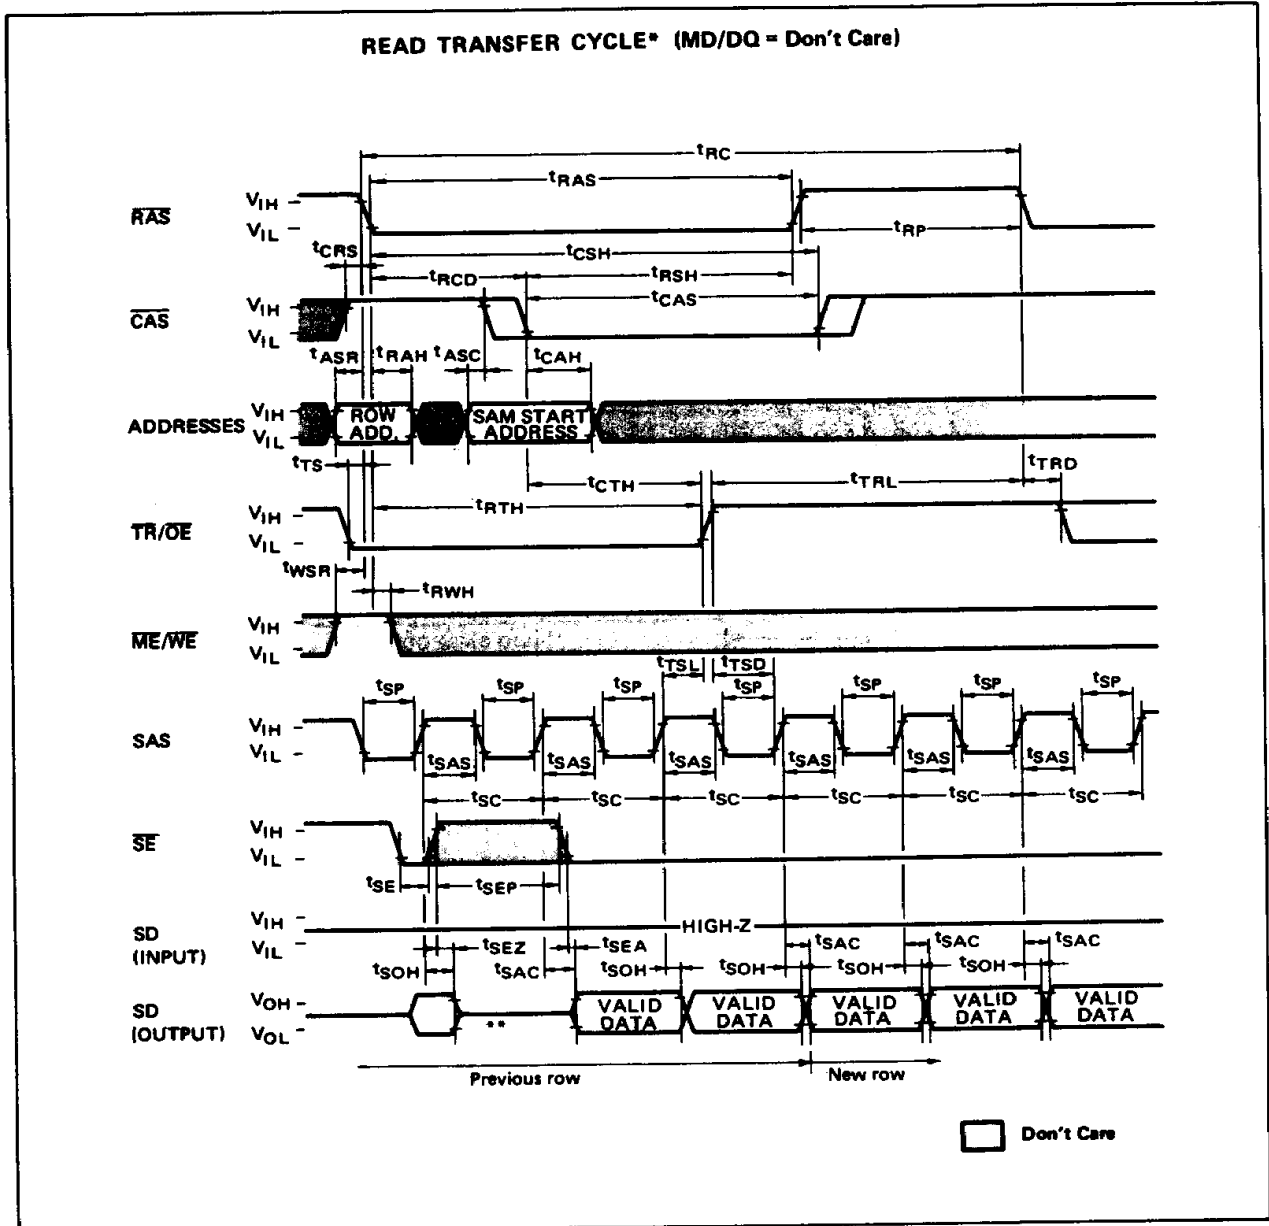 READ TRANSFER CYCLE* (MD/DQ = Don't Care)
tRC
tRAS
RAS
VIH
VIL
tRP
tCRS
tCSH
tRCD
tRSH
tCAS
CAS
VIH
VIL
tASR
tRAH
tASC
tCAH
ADDRESSES
VIH
VIL
ROW ADD.
SAM START ADDRESS
tTS
tCTH
tTRL
tTRD
tRTH
TR/OE
VIH
VIL
tWSR
tRWH
ME/WE
VIH
VIL
tTSL
tTSD
tSP
tSP
tSP
tSP
tSP
tSP
tSP
SAS
VIH
VIL
tSAS
tSAS
tSAS
tSAS
tSAS
tSAS
tSC
tSC
tSC
tSC
tSC
tSC
SE
VIH
VIL
tSE
tSEP
SD (INPUT)
VIH
VIL
HIGH-Z
tSEZ
tSEA
tSAC
tSAC
tSAC
tSOH
tSAC
tSOH
tSOH
tSOH
tSOH
SD (OUTPUT)
VOH
VOL
**
VALID DATA
VALID DATA
VALID DATA
VALID DATA
VALID DATA
Previous row
New row
Don't Care